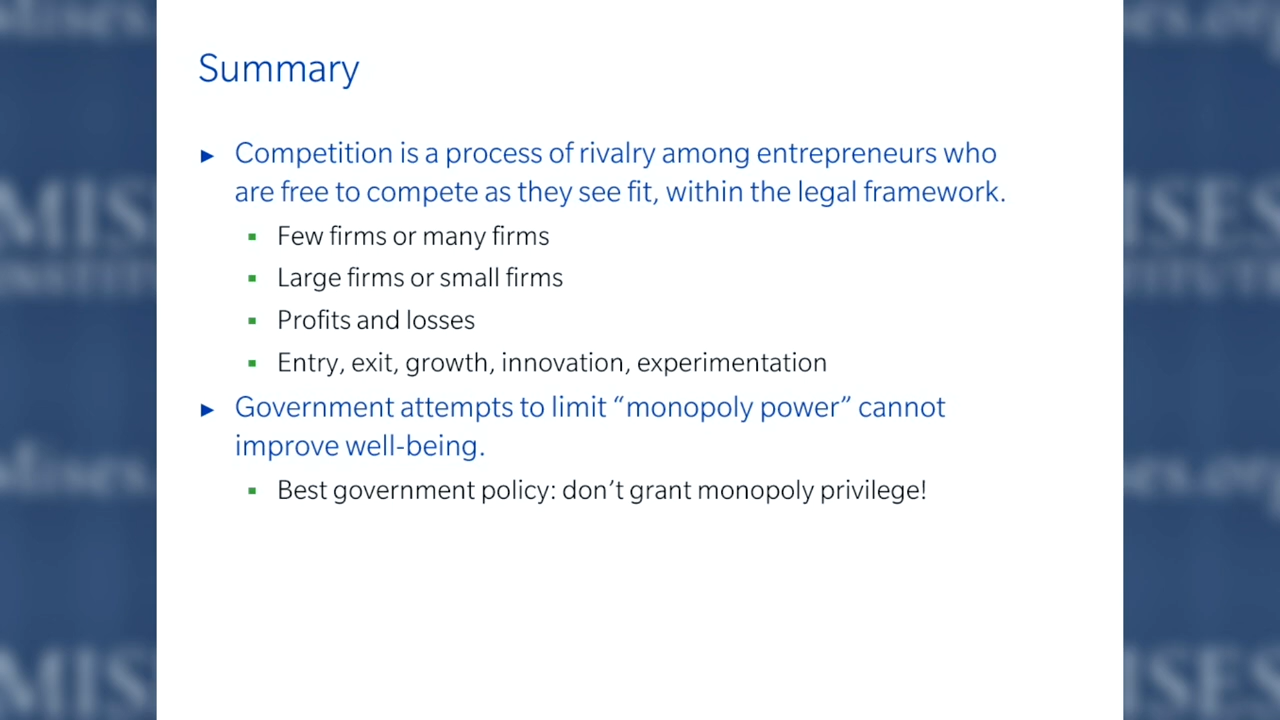 Summary
► Competition is a process of rivalry among entrepreneurs who
are free to compete as they see fit, within the legal framework.
▪ Few firms or many firms
▪ Large firms or small firms
▪ Profits and losses
▪ Entry, exit, growth, innovation, experimentation
► Government attempts to limit “monopoly power” cannot
improve well-being.
▪ Best government policy: don’t grant monopoly privilege!